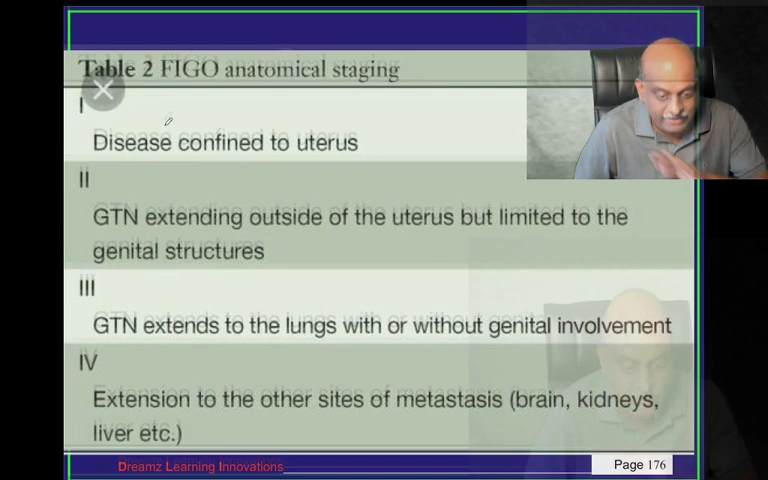 Table 2 FIGO anatomical staging
I
Disease confined to uterus
II
GTN extending outside of the uterus but limited to the
genital structures
III
GTN extends to the lungs with or without genital involvement
IV
Extension to the other sites of metastasis (brain, kidneys,
liver etc.)
Dreamz Learning Innovations
Page 176